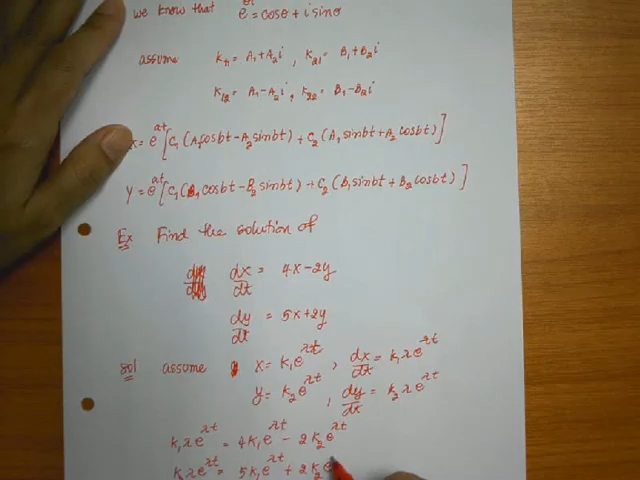 we know that e^{θi} = cosθ + i sinθ
assume k₁₁ = A₁+A₂i , k₂₁ = B₁+B₂i
k₁₂ = A₁-A₂i , k₂₂ = B₁-B₂i
x = e^{at}[C₁(A₁cosbt-A₂sinbt)+C₂(A₁sinbt+A₂cosbt)]
y = e^{at}[C₁(B₁cosbt-B₂sinbt)+C₂(B₁sinbt+B₂cosbt)]
Ex Find the solution of
dx/dt = 4x-2y
dy/dt = 5x+2y
sol assume x = k₁e^{λt} , dx/dt = k₁λe^{λt}
y = k₂e^{λt} , dy/dt = k₂λe^{λt}
k₁λe^{λt} = 4k₁e^{λt} - 2k₂e^{λt}
k₂λe^{λt} = 5k₁e^{λt} + 2k₂e